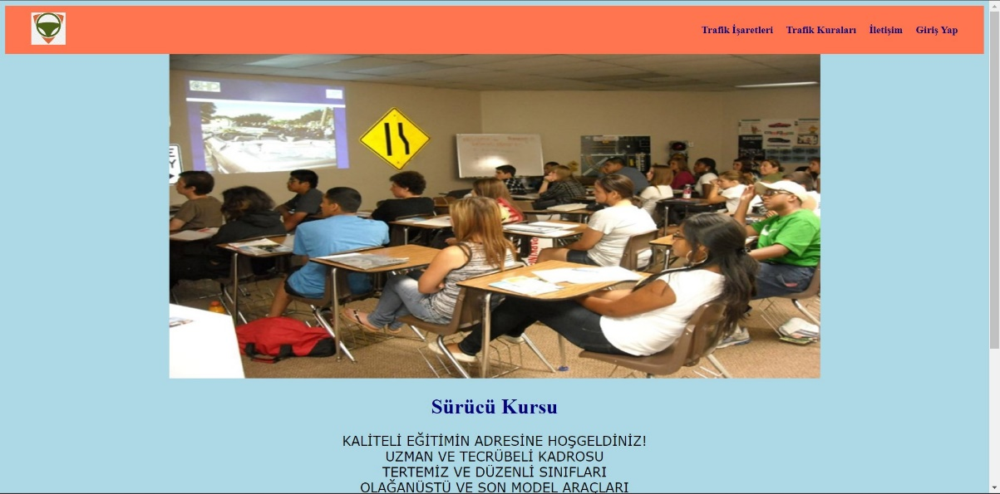 Trafik İşaretleri Trafik Kuraları İletişim Giriş Yap
Sürücü Kursu
KALİTELİ EĞİTİMİN ADRESİNE HOŞGELDİNİZ!
UZMAN VE TECRÜBELİ KADROSU
TERTEMİZ VE DÜZENLİ SINIFLARI
OLAĞANÜSTÜ VE SON MODEL ARAÇLARI